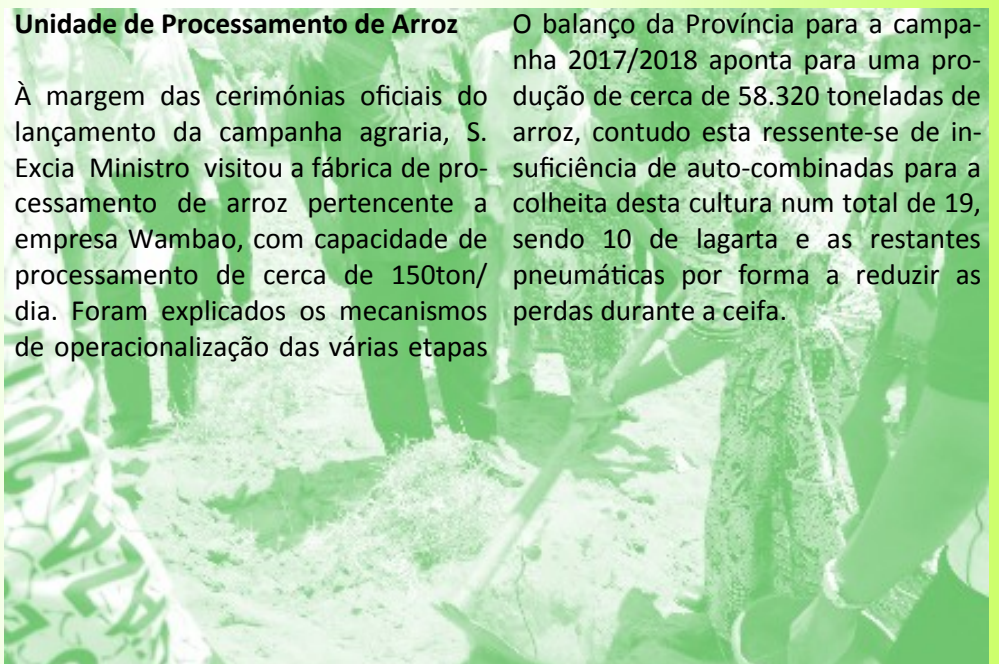 Unidade de Processamento de Arroz
À margem das cerimónias oficiais do
lançamento da campanha agraria, S.
Excia Ministro visitou a fábrica de pro-
cessamento de arroz pertencente a
empresa Wambao, com capacidade de
processamento de cerca de 150ton/
dia. Foram explicados os mecanismos
de operacionalização das várias etapas
O balanço da Província para a campa-
nha 2017/2018 aponta para uma pro-
dução de cerca de 58.320 toneladas de
arroz, contudo esta ressente-se de in-
suficiência de auto-combinadas para a
colheita desta cultura num total de 19,
sendo 10 de lagarta e as restantes
pneumáticas por forma a reduzir as
perdas durante a ceifa.